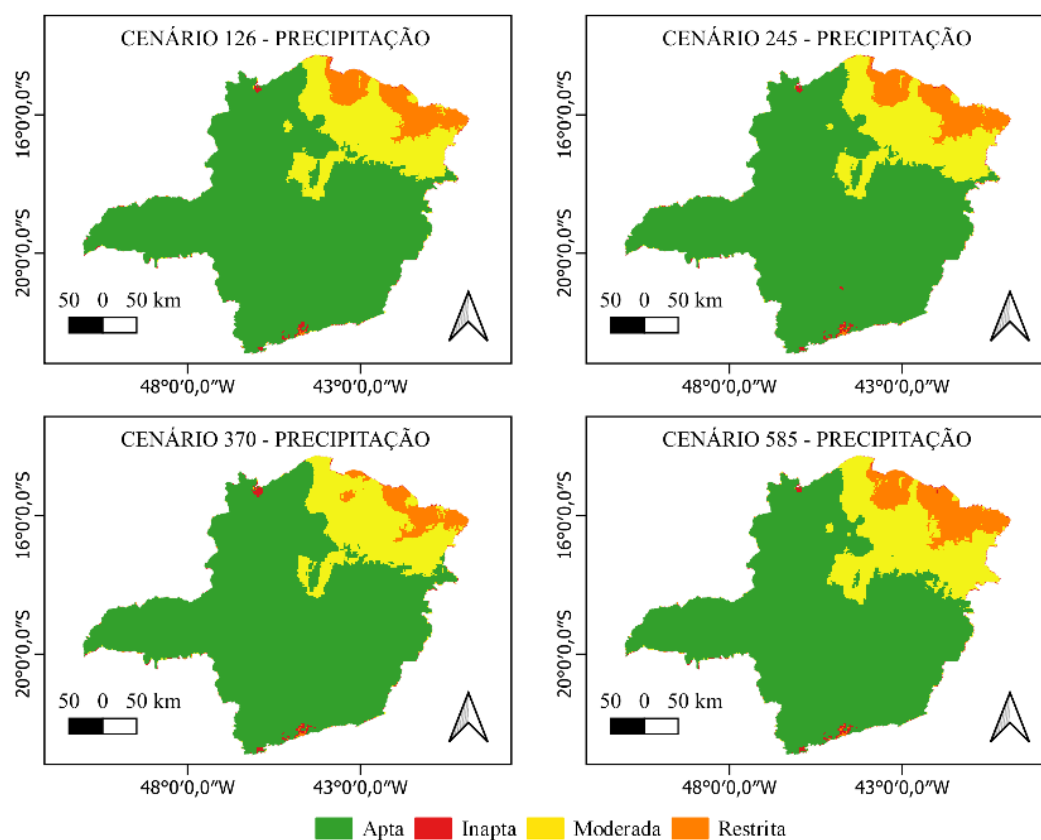 CENÁRIO 126 - PRECIPITAÇÃO
16°0′0,0″S
20°0′0,0″S
50 0 50 km
48°0′0,0″W 43°0′0,0″W
CENÁRIO 245 - PRECIPITAÇÃO
16°0′0,0″S
20°0′0,0″S
50 0 50 km
48°0′0,0″W 43°0′0,0″W
CENÁRIO 370 - PRECIPITAÇÃO
16°0′0,0″S
20°0′0,0″S
50 0 50 km
48°0′0,0″W 43°0′0,0″W
CENÁRIO 585 - PRECIPITAÇÃO
16°0′0,0″S
20°0′0,0″S
50 0 50 km
48°0′0,0″W 43°0′0,0″W
Apta Inapta Moderada Restrita